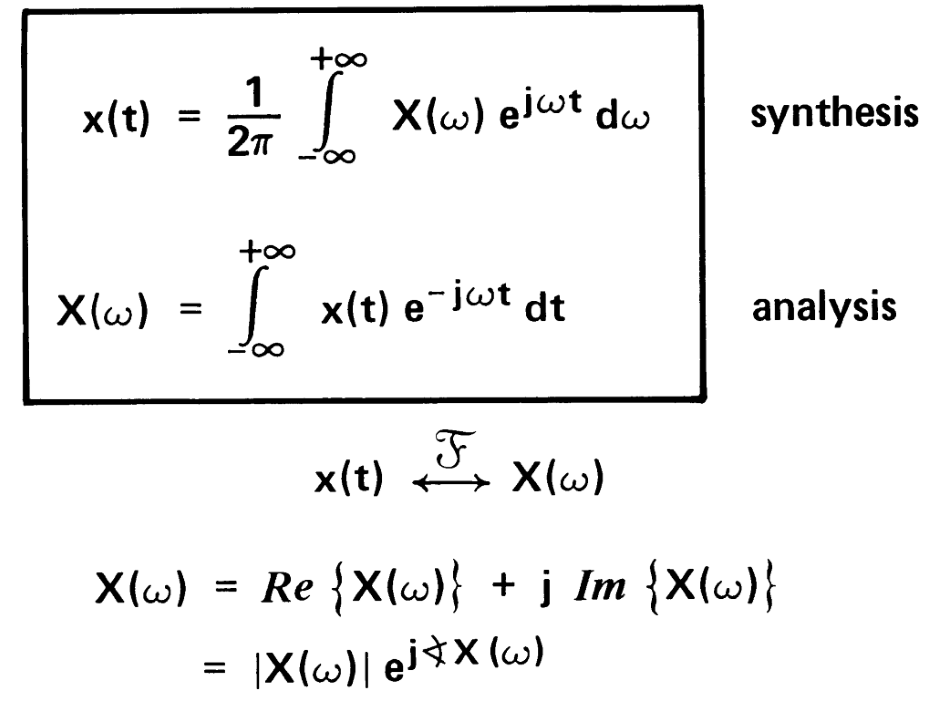 x(t) = 1/2π ∫_{-∞}^{+∞} X(ω) e^{jωt} dω synthesis
X(ω) = ∫_{-∞}^{+∞} x(t) e^{-jωt} dt analysis
x(t) ⟷^ℱ X(ω)
X(ω) = Re {X(ω)} + j Im {X(ω)}
= |X(ω)| e^{j∢X(ω)}